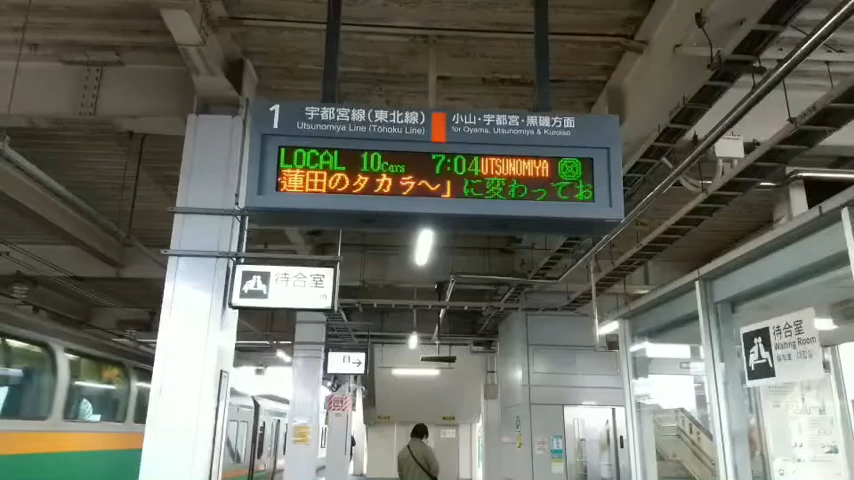 1 宇都宮線(東北線) 小山・宇都宮・黒磯方面
Utsunomiya Line (TŌHOKU Line) for Oyama, Utsunomiya & Kuroiso
LOCAL 10Cars 7:04 UTSUNOMIYA
蓮田のタカラ～」に変わってお
待合室
待合室
Waiting Room